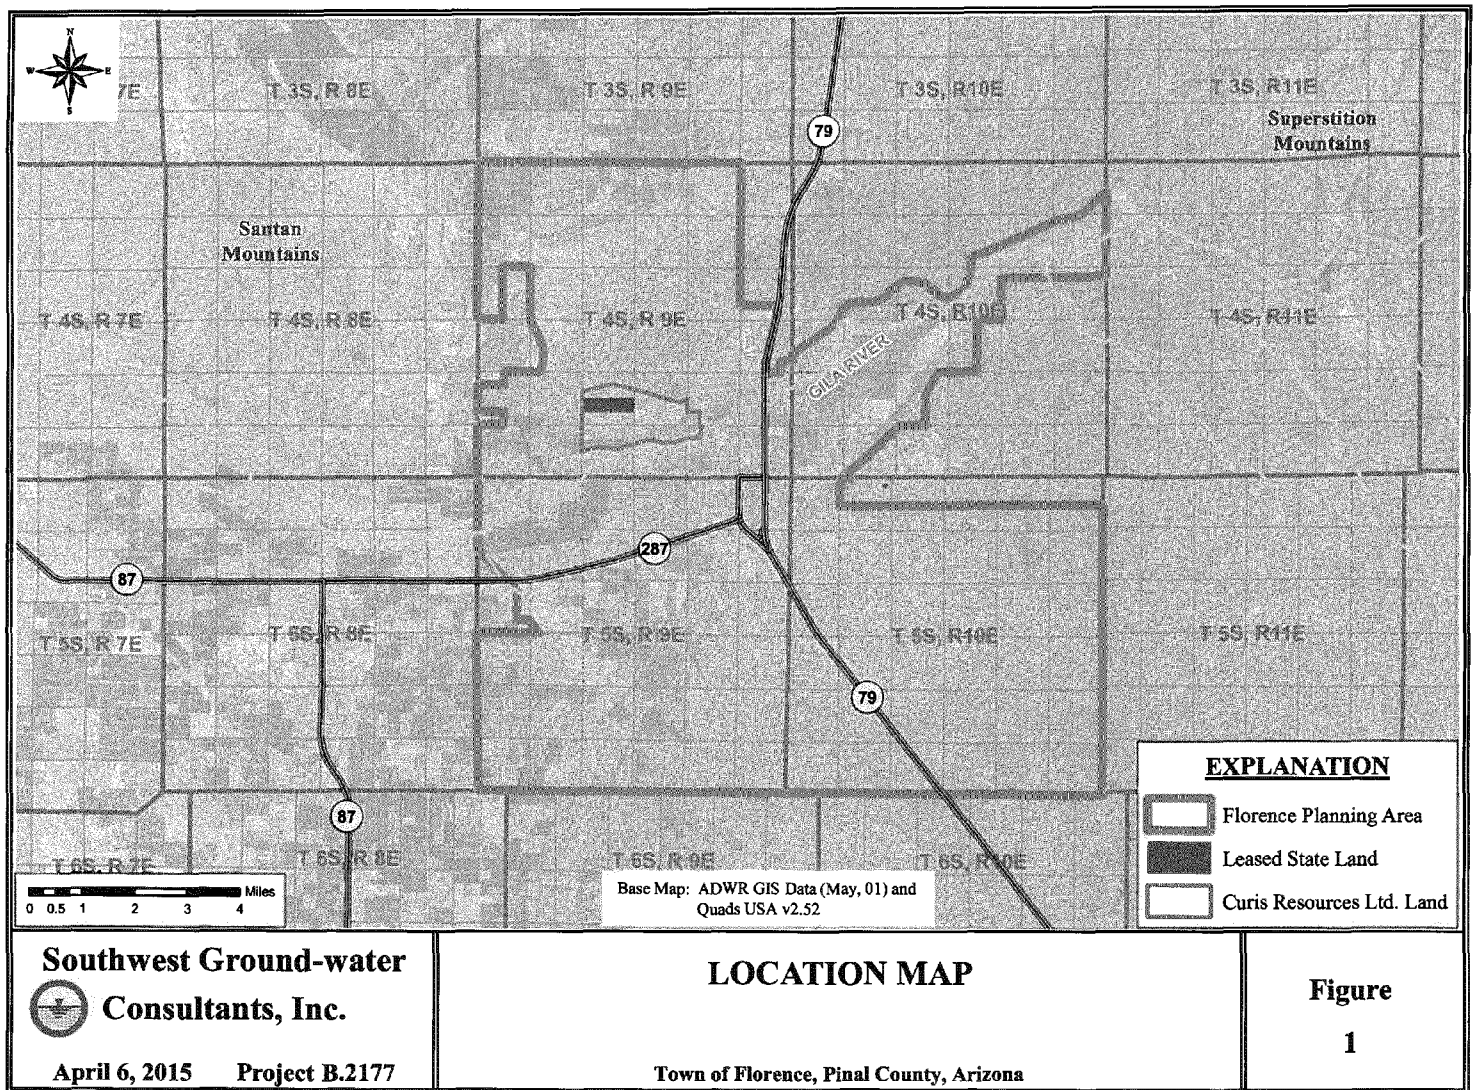 N
W E
S
7E
T 3S, R 8E
T 3S, R 9E
T 3S, R10E
T 3S, R11E
Superstition
Mountains
79
Santan
Mountains
T 4S, R 7E
T 4S, R 8E
T 4S, R 9E
T 4S, R10E
T 4S, R11E
GILA RIVER
287
87
T 5S, R 7E
T 5S, R 8E
T 5S, R 9E
T 5S, R10E
T 5S, R11E
79
87
T 6S, R 7E
T 6S, R 8E
T 6S, R 9E
T 6S, R10E
EXPLANATION
Florence Planning Area
Leased State Land
Curis Resources Ltd. Land
Miles
0 0.5 1 2 3 4
Base Map: ADWR GIS Data (May, 01) and
Quads USA v2.52
Southwest Ground-water
Consultants, Inc.
April 6, 2015 Project B.2177
LOCATION MAP
Town of Florence, Pinal County, Arizona
Figure
1